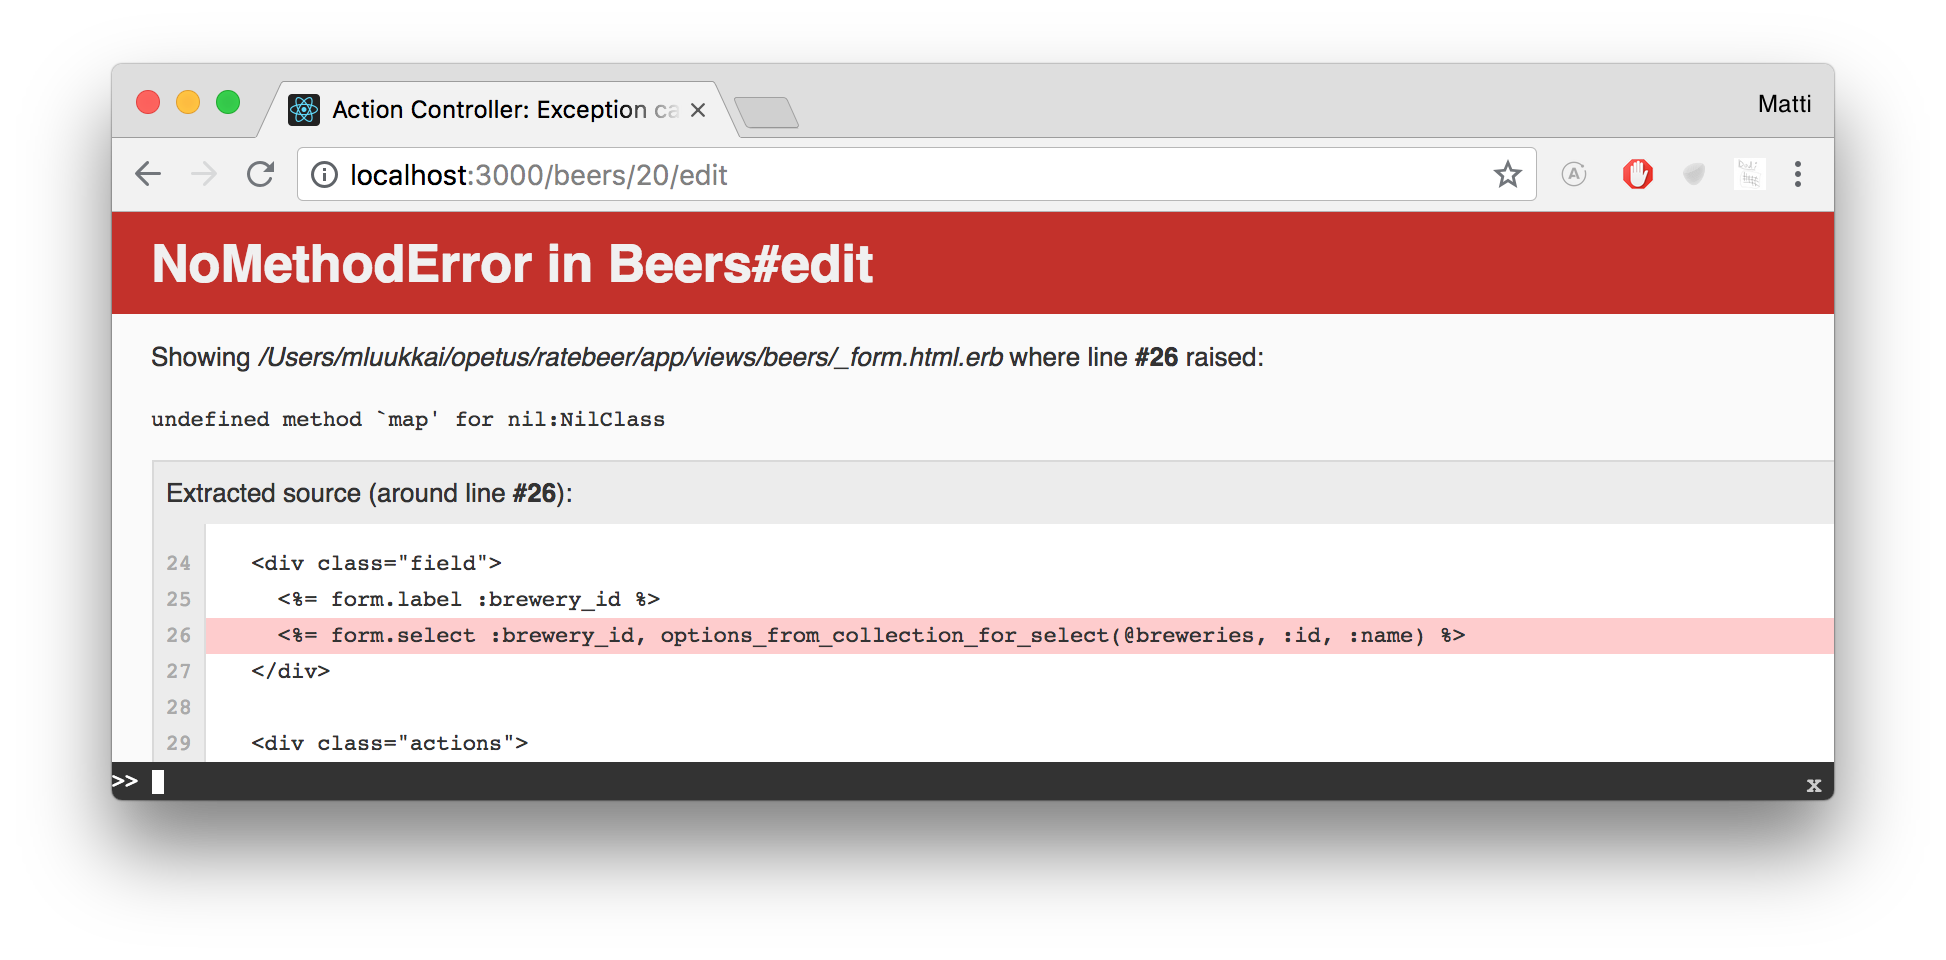 Action Controller: Exception ca
Matti
localhost:3000/beers/20/edit
NoMethodError in Beers#edit
Showing /Users/mluukkai/opetus/ratebeer/app/views/beers/_form.html.erb where line #26 raised:
undefined method `map' for nil:NilClass
Extracted source (around line #26):
24 <div class="field">
25 <%= form.label :brewery_id %>
26 <%= form.select :brewery_id, options_from_collection_for_select(@breweries, :id, :name) %>
27 </div>
28
29 <div class="actions">
>>
x